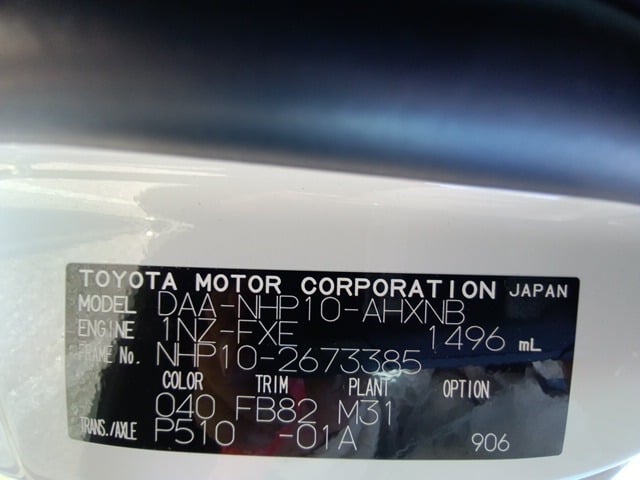 TOYOTA MOTOR CORPORATION JAPAN
MODEL DAA-NHP10-AHXNB
ENGINE 1NZ-FXE 1496 mL
FRAME No. NHP10-2673385
COLOR TRIM PLANT OPTION
040 FB82 M31
TRANS./AXLE P510 -01A 906